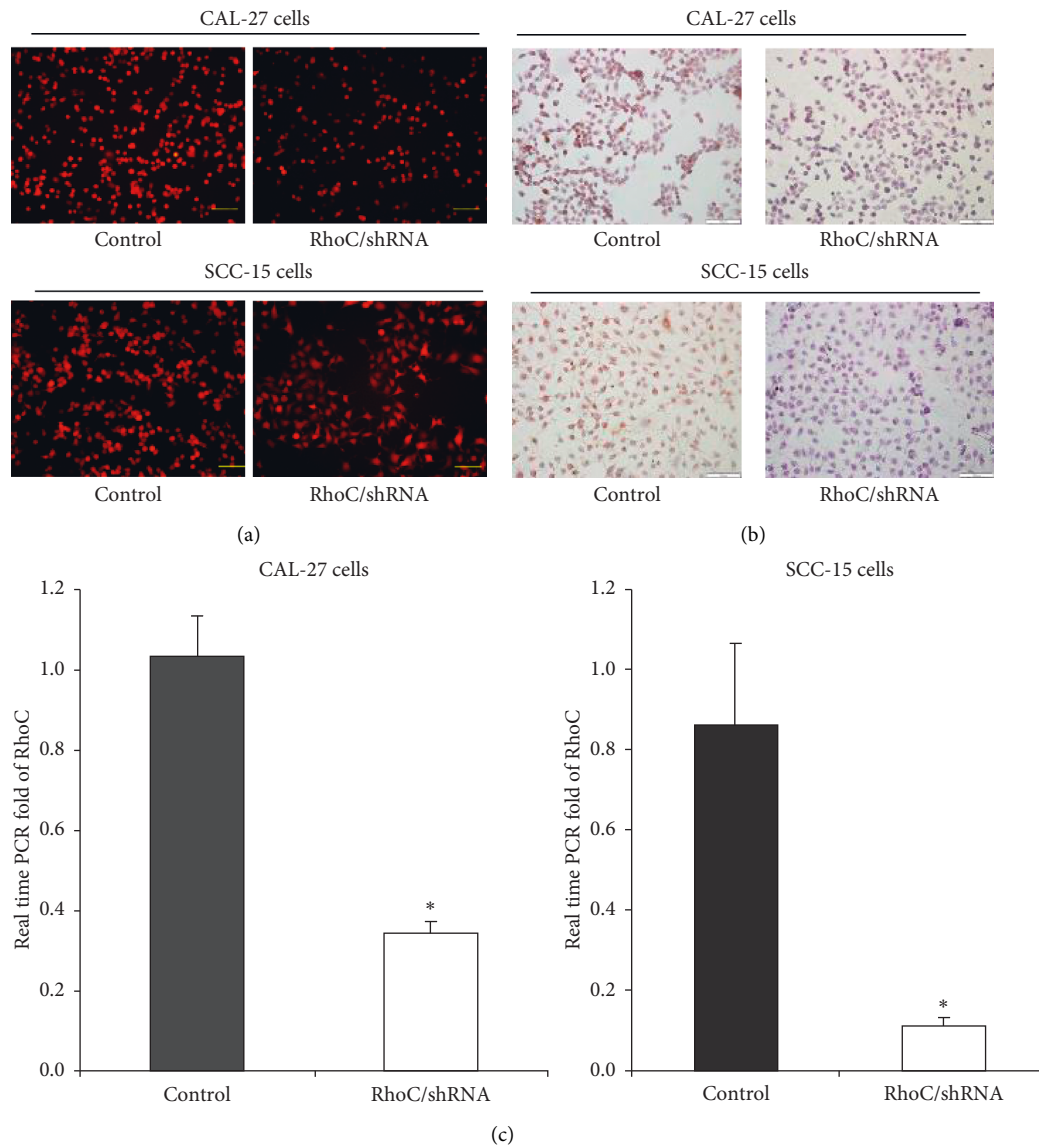 CAL-27 cells
CAL-27 cells
Control
RhoC/shRNA
Control
RhoC/shRNA
SCC-15 cells
SCC-15 cells
Control
RhoC/shRNA
Control
RhoC/shRNA
(a)
(b)
CAL-27 cells
1.2
1.0
0.8
0.6
0.4
0.2
0.0
Real time PCR fold of RhoC
*
Control
RhoC/shRNA
SCC-15 cells
1.2
1.0
0.8
0.6
0.4
0.2
0.0
Real time PCR fold of RhoC
*
Control
RhoC/shRNA
(c)